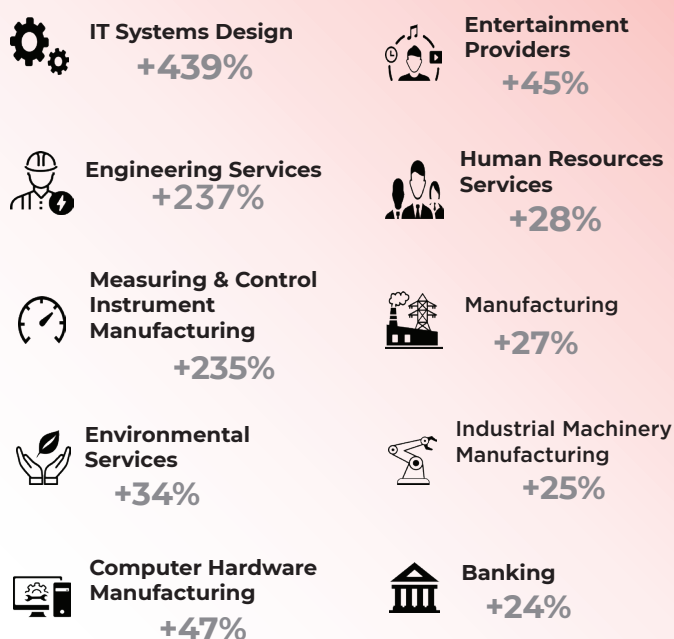 IT Systems Design
+439%
Engineering Services
+237%
Measuring & Control
Instrument
Manufacturing
+235%
Environmental
Services
+34%
Computer Hardware
Manufacturing
+47%
Entertainment
Providers
+45%
Human Resources
Services
+28%
Manufacturing
+27%
Industrial Machinery
Manufacturing
+25%
Banking
+24%